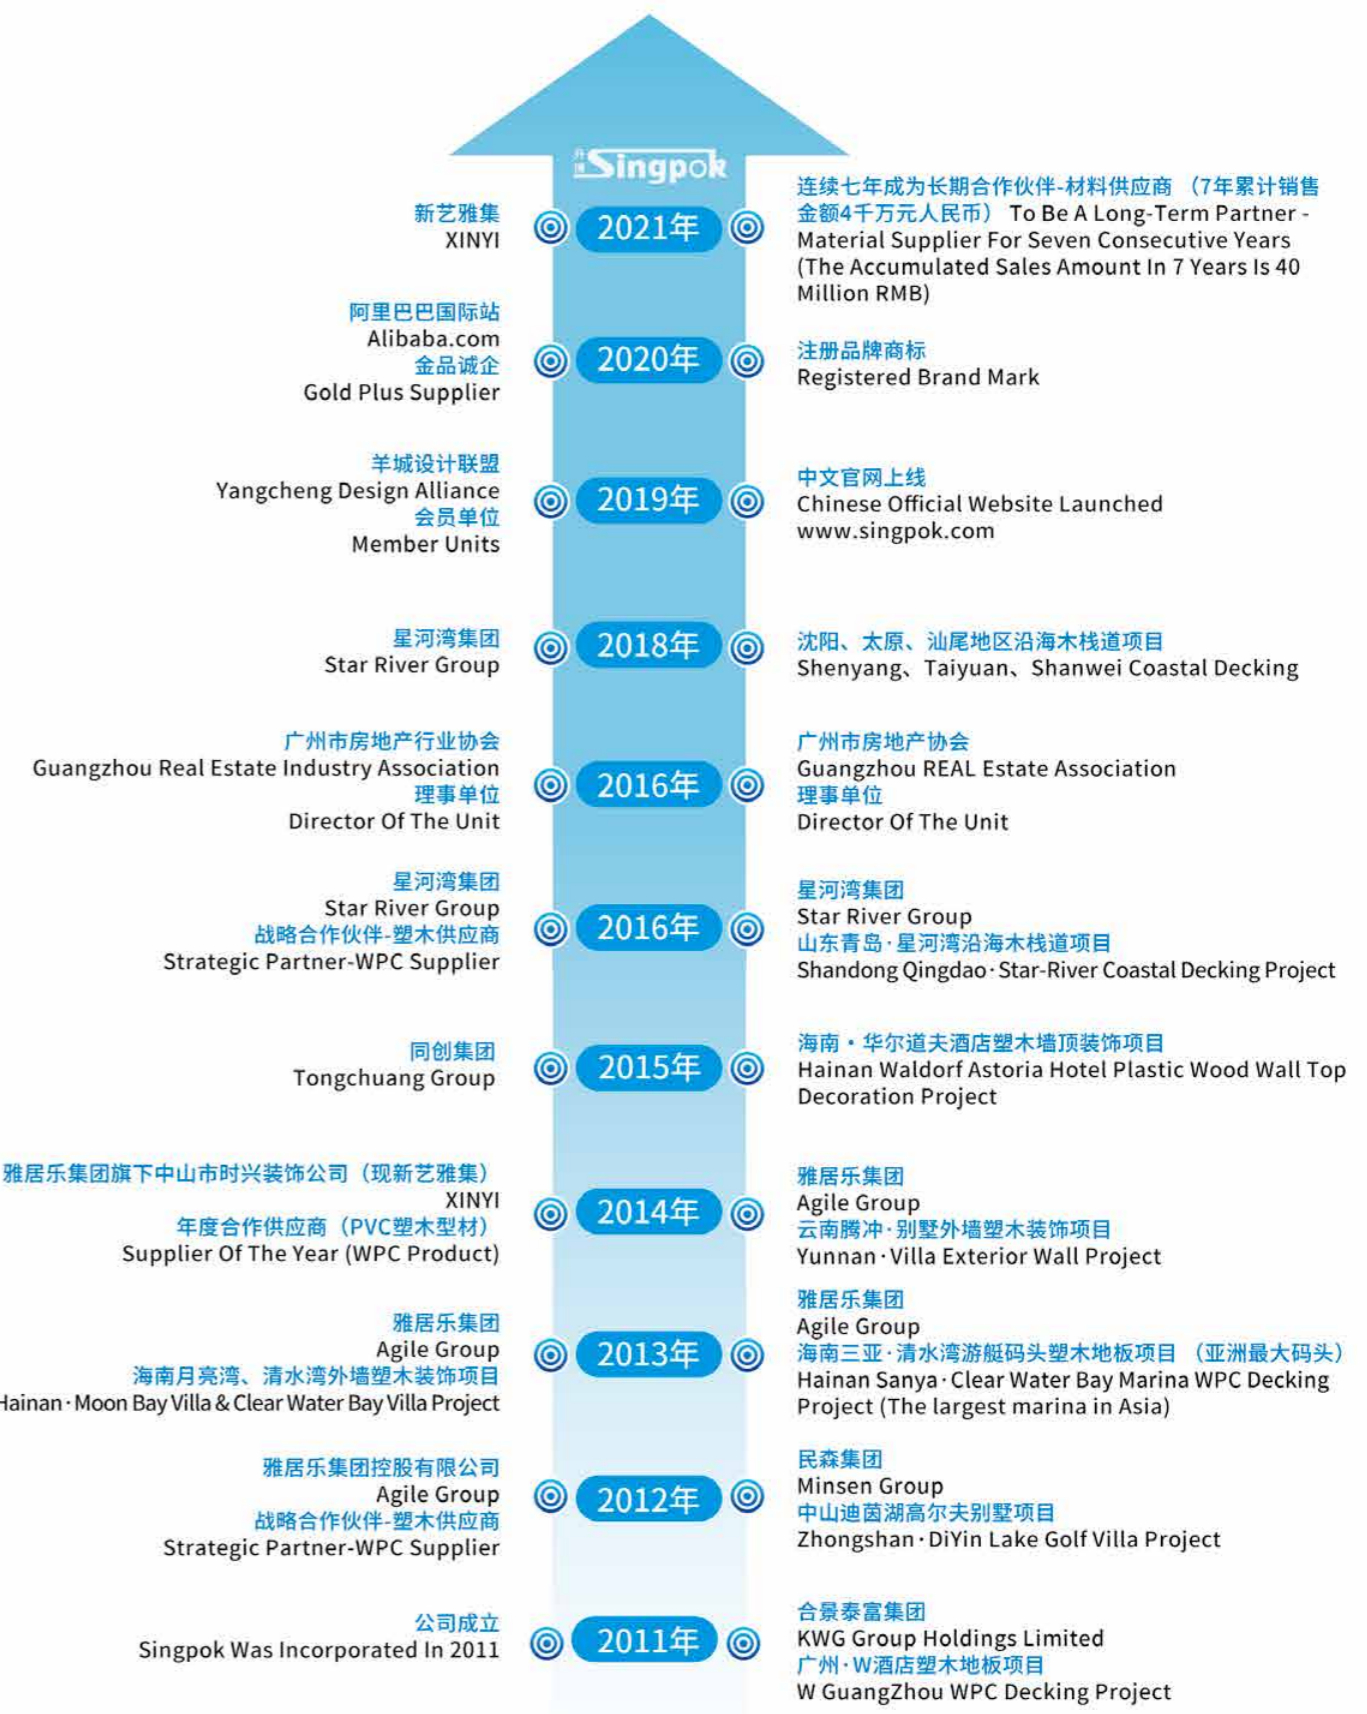 升博 Singpok
新艺雅集
XINYI
2021年
连续七年成为长期合作伙伴-材料供应商 （7年累计销售
金额4千万元人民币） To Be A Long-Term Partner -
Material Supplier For Seven Consecutive Years
(The Accumulated Sales Amount In 7 Years Is 40
Million RMB)
阿里巴巴国际站
Alibaba.com
金品诚企
Gold Plus Supplier
2020年
注册品牌商标
Registered Brand Mark
羊城设计联盟
Yangcheng Design Alliance
会员单位
Member Units
2019年
中文官网上线
Chinese Official Website Launched
www.singpok.com
星河湾集团
Star River Group
2018年
沈阳、太原、汕尾地区沿海木栈道项目
Shenyang、Taiyuan、Shanwei Coastal Decking
广州市房地产行业协会
Guangzhou Real Estate Industry Association
理事单位
Director Of The Unit
2016年
广州市房地产协会
Guangzhou REAL Estate Association
理事单位
Director Of The Unit
星河湾集团
Star River Group
战略合作伙伴-塑木供应商
Strategic Partner-WPC Supplier
2016年
星河湾集团
Star River Group
山东青岛·星河湾沿海木栈道项目
Shandong Qingdao·Star-River Coastal Decking Project
同创集团
Tongchuang Group
2015年
海南·华尔道夫酒店塑木墙顶装饰项目
Hainan Waldorf Astoria Hotel Plastic Wood Wall Top
Decoration Project
雅居乐集团旗下中山市时兴装饰公司（现新艺雅集）
XINYI
年度合作供应商（PVC塑木型材）
Supplier Of The Year (WPC Product)
2014年
雅居乐集团
Agile Group
云南腾冲·别墅外墙塑木装饰项目
Yunnan·Villa Exterior Wall Project
雅居乐集团
Agile Group
海南月亮湾、清水湾外墙塑木装饰项目
Hainan·Moon Bay Villa & Clear Water Bay Villa Project
2013年
雅居乐集团
Agile Group
海南三亚·清水湾游艇码头塑木地板项目 （亚洲最大码头）
Hainan Sanya·Clear Water Bay Marina WPC Decking
Project (The largest marina in Asia)
雅居乐集团控股有限公司
Agile Group
战略合作伙伴-塑木供应商
Strategic Partner-WPC Supplier
2012年
民森集团
Minsen Group
中山迪茵湖高尔夫别墅项目
Zhongshan·DiYin Lake Golf Villa Project
公司成立
Singpok Was Incorporated In 2011
2011年
合景泰富集团
KWG Group Holdings Limited
广州·W酒店塑木地板项目
W GuangZhou WPC Decking Project